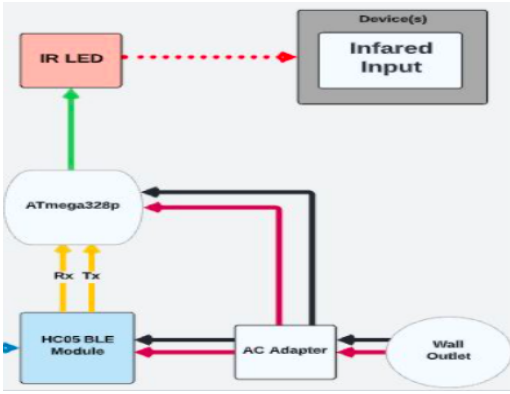 Device(s)
IR LED
Infared
Input
ATmega328p
Rx Tx
HC05 BLE
Module
AC Adapter
Wall
Outlet